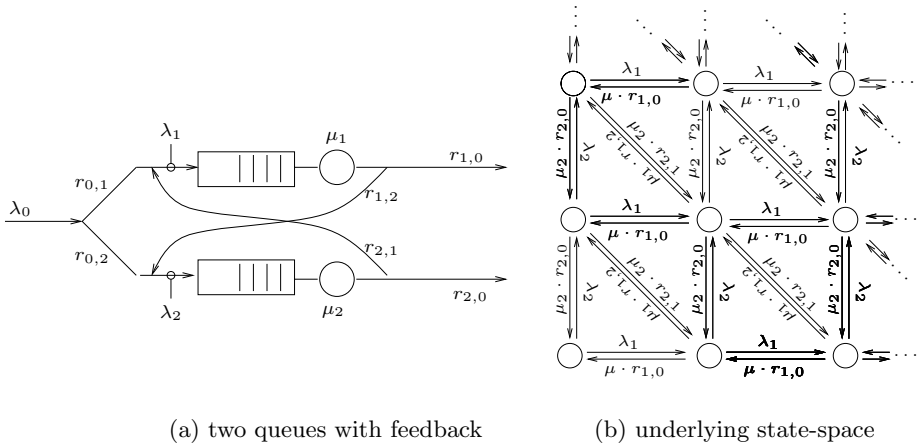 λ₀
r₀,₁
r₀,₂
λ₁
μ₁
r₁,₀
r₁,₂
r₂,₁
λ₂
μ₂
r₂,₀
(a) two queues with feedback
λ₁
μ · r₁,₀
λ₁
μ · r₁,₀
μ₂ · r₂,₀
λ₂
μ₂ · r₂,₁
μ₁ · r₁,₂
μ₂ · r₂,₀
λ₂
μ₂ · r₂,₁
μ₁ · r₁,₂
μ₂ · r₂,₀
λ₂
λ₁
μ · r₁,₀
λ₁
μ · r₁,₀
μ₂ · r₂,₀
λ₂
μ₂ · r₂,₁
μ₁ · r₁,₂
μ₂ · r₂,₀
λ₂
μ₂ · r₂,₁
μ₁ · r₁,₂
μ₂ · r₂,₀
λ₂
λ₁
μ · r₁,₀
λ₁
μ · r₁,₀
(b) underlying state-space